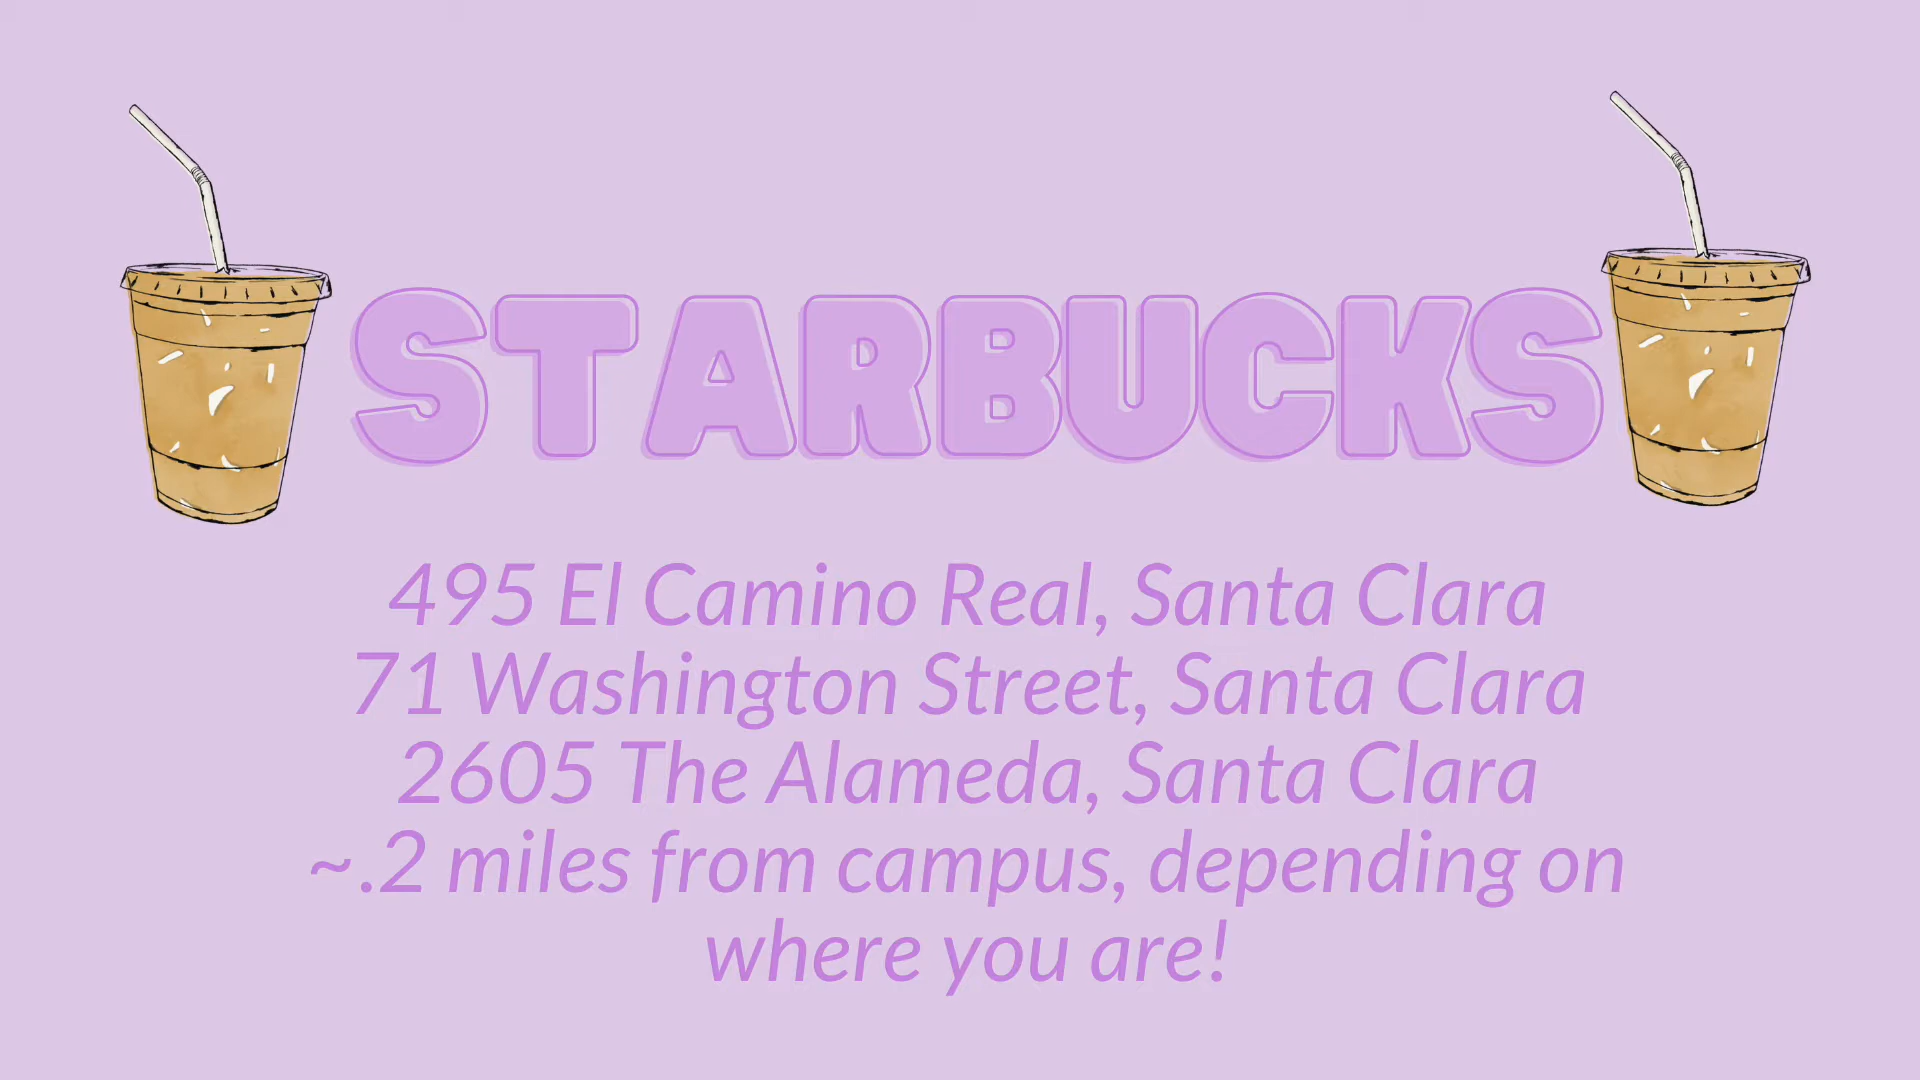 STARBUCKS
495 El Camino Real, Santa Clara
71 Washington Street, Santa Clara
2605 The Alameda, Santa Clara
~.2 miles from campus, depending on
where you are!